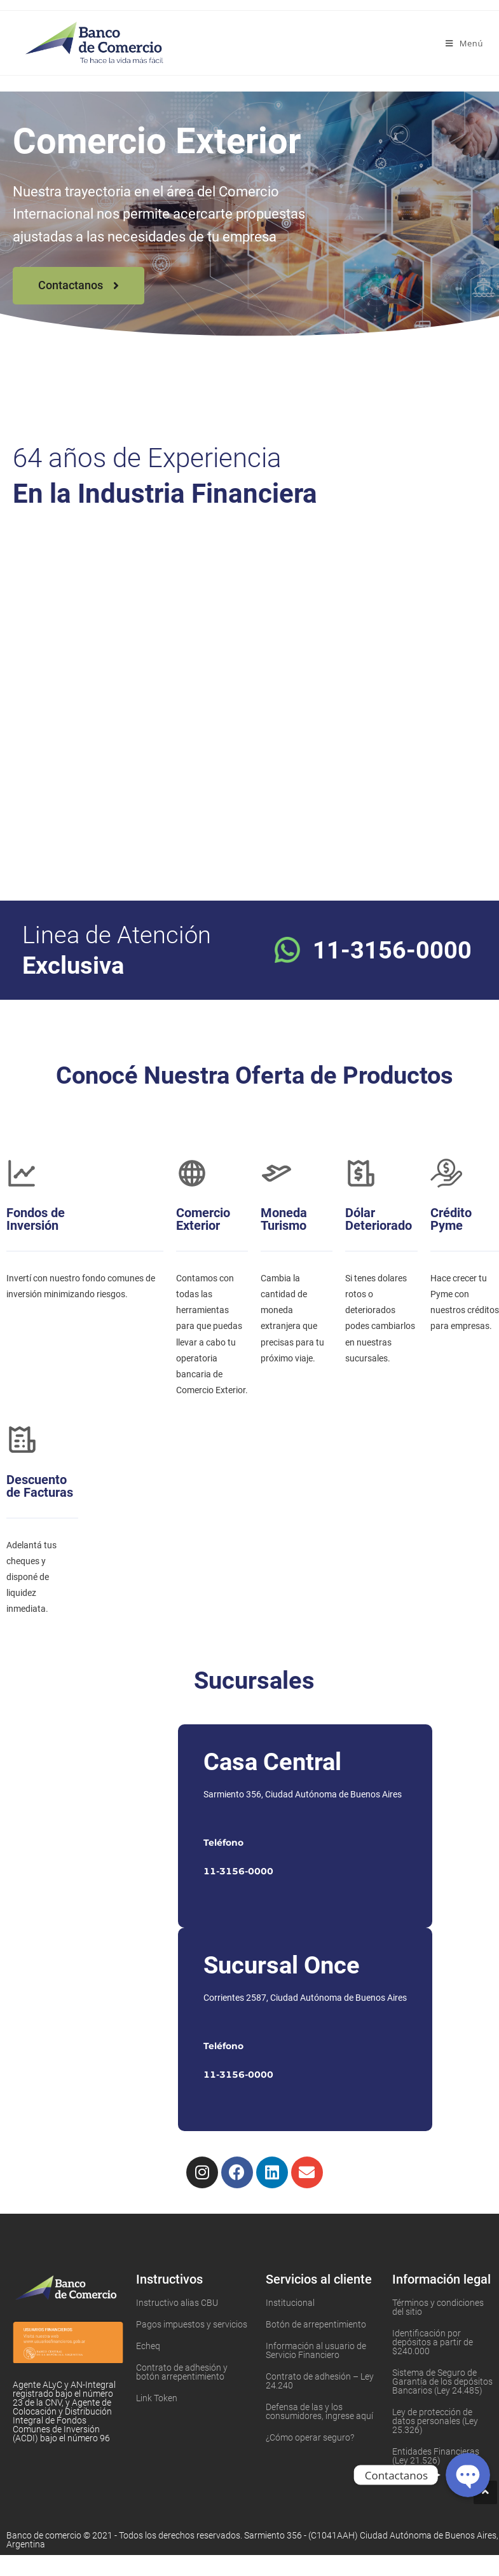 Banco
de Comercio
Te hace la vida más fácil
Menú
Comercio Exterior
Nuestra trayectoria en el área del Comercio
Internacional nos permite acercarte propuestas
ajustadas a las necesidades de tu empresa
Contactanos
64 años de Experiencia
En la Industria Financiera
Linea de Atención
Exclusiva
11-3156-0000
Conocé Nuestra Oferta de Productos
Fondos de
Inversión
Invertí con nuestro fondo comunes de
inversión minimizando riesgos.
Comercio
Exterior
Contamos con
todas las
herramientas
para que puedas
llevar a cabo tu
operatoria
bancaria de
Comercio Exterior.
Moneda
Turismo
Cambia la
cantidad de
moneda
extranjera que
precisas para tu
próximo viaje.
Dólar
Deteriorado
Si tenes dolares
rotos o
deteriorados
podes cambiarlos
en nuestras
sucursales.
Crédito
Pyme
Hace crecer tu
Pyme con
nuestros créditos
para empresas.
Descuento
de Facturas
Adelantá tus
cheques y
disponé de
liquidez
inmediata.
Sucursales
Casa Central
Sarmiento 356, Ciudad Autónoma de Buenos Aires
Teléfono
11-3156-0000
Sucursal Once
Corrientes 2587, Ciudad Autónoma de Buenos Aires
Teléfono
11-3156-0000
Banco
de Comercio
USUARIOS FINANCIEROS
Agente ALyC y AN-Integral
registrado bajo el número
23 de la CNV, y Agente de
Colocación y Distribución
Integral de Fondos
Comunes de Inversión
(ACDI) bajo el número 96
Instructivos
Instructivo alias CBU
Pagos impuestos y servicios
Echeq
Contrato de adhesión y
botón arrepentimiento
Link Token
Servicios al cliente
Institucional
Botón de arrepentimiento
Información al usuario de
Servicio Financiero
Contrato de adhesión – Ley
24.240
Defensa de las y los
consumidores, ingrese aquí
¿Cómo operar seguro?
Información legal
Términos y condiciones
del sitio
Identificación por
depósitos a partir de
$240.000
Sistema de Seguro de
Garantía de los depósitos
Bancarios (Ley 24.485)
Ley de protección de
datos personales (Ley
25.326)
Entidades Financieras
(Ley 21.526)
Contactanos
Banco de comercio © 2021 - Todos los derechos reservados. Sarmiento 356 - (C1041AAH) Ciudad Autónoma de Buenos Aires,
Argentina